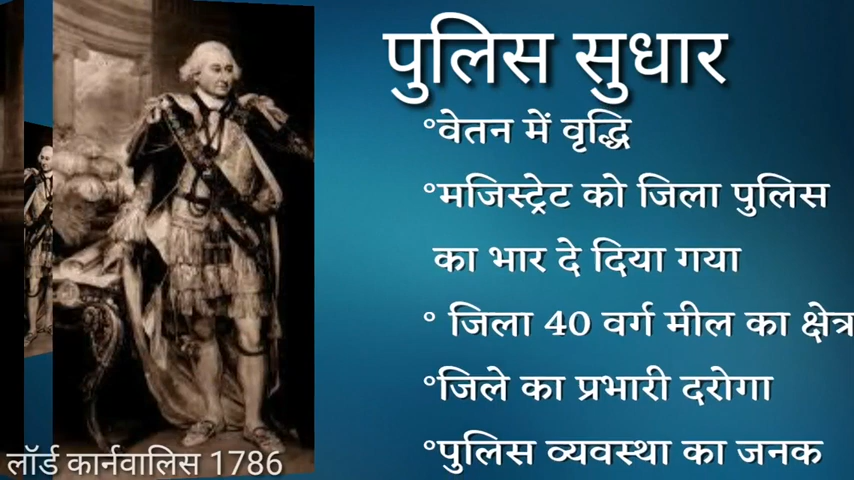 पुलिस सुधार
°वेतन में वृद्धि
°मजिस्ट्रेट को जिला पुलिस
का भार दे दिया गया
° जिला 40 वर्ग मील का क्षेत्र
°जिले का प्रभारी दरोगा
°पुलिस व्यवस्था का जनक
लॉर्ड कार्नवालिस 1786